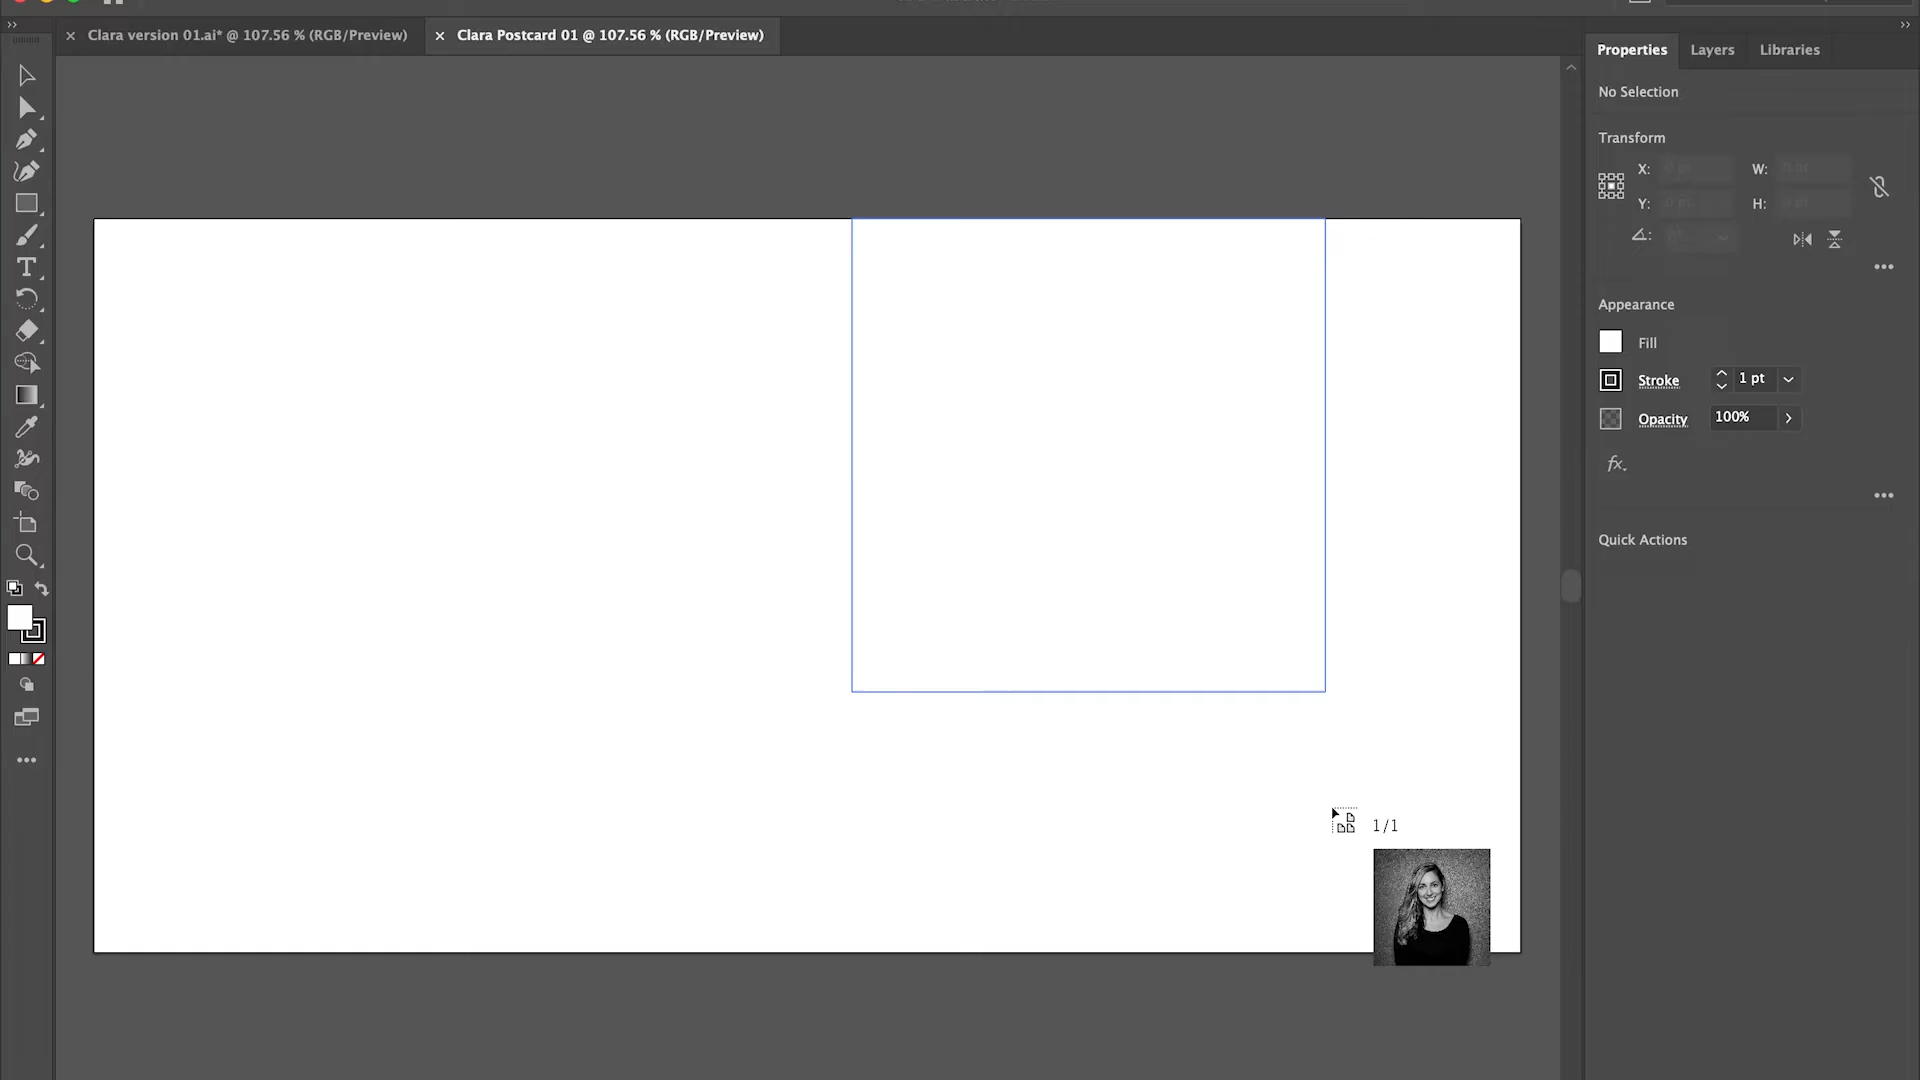 Clara version 01.ai* @ 107.56 % (RGB/Preview)
Clara Postcard 01 @ 107.56 % (RGB/Preview)
Properties
Layers
Libraries
No Selection
Transform
X:
W:
Y:
H:
Appearance
Fill
Stroke
1 pt
Opacity
100%
fx.
Quick Actions
1/1